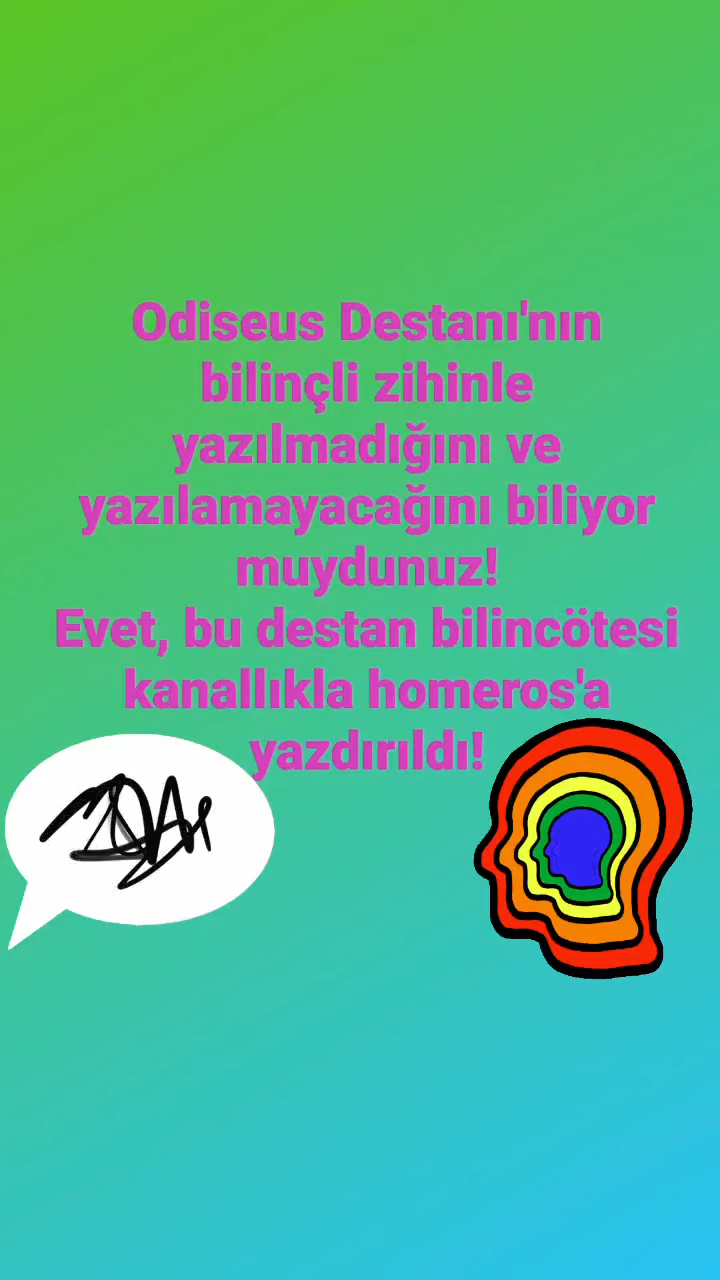 Odiseus Destanı'nın
bilinçli zihinle
yazılmadığını ve
yazılamayacağını biliyor
muydunuz!
Evet, bu destan bilincötesi
kanallıkla homeros'a
yazdırıldı!